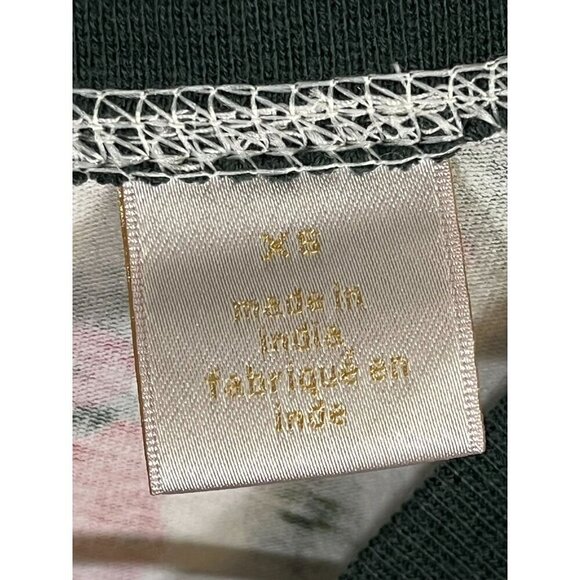 XS
made in
india
fabriqué en
inde